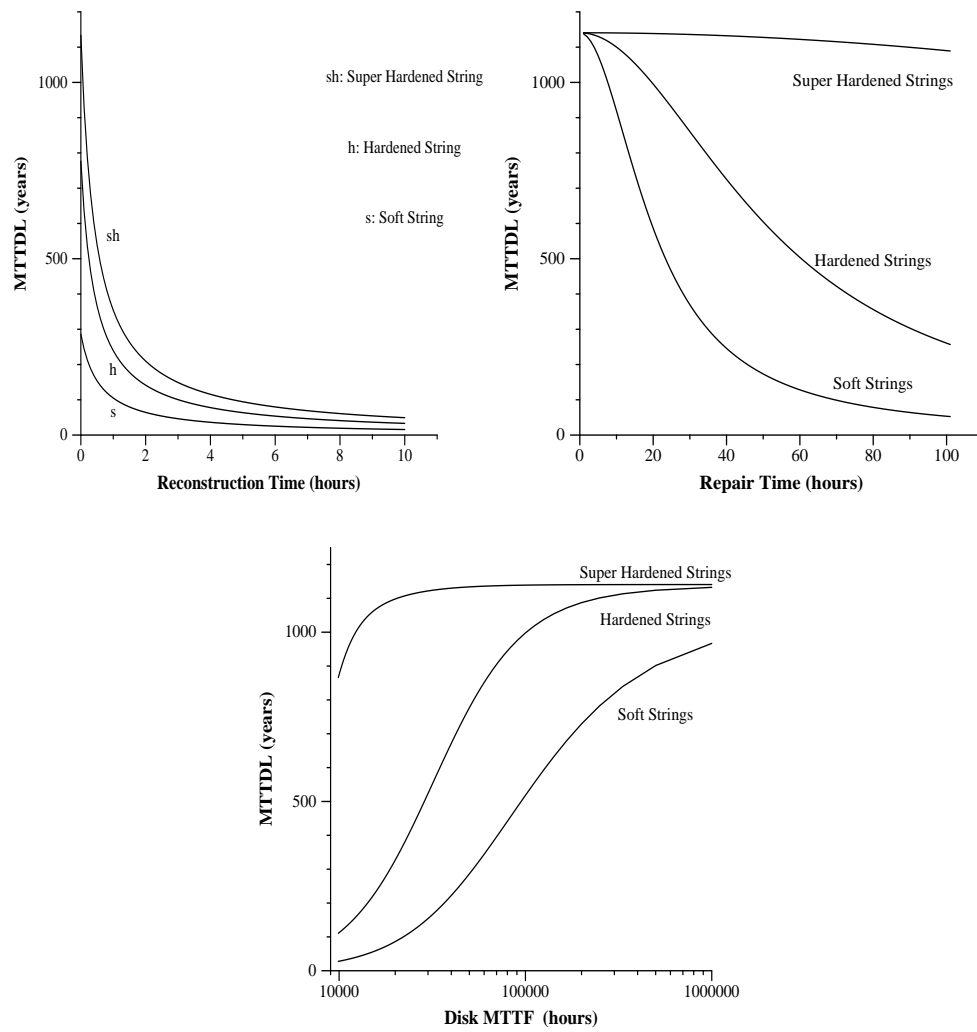 MTTDL (years)
1000
500
0
0
2
4
6
8
10
Reconstruction Time (hours)
sh: Super Hardened String
h: Hardened String
s: Soft String
sh
h
s
MTTDL (years)
1000
500
0
0
20
40
60
80
100
Repair Time (hours)
Super Hardened Strings
Hardened Strings
Soft Strings
MTTDL (years)
1000
500
0
10000
100000
1000000
Disk MTTF (hours)
Super Hardened Strings
Hardened Strings
Soft Strings